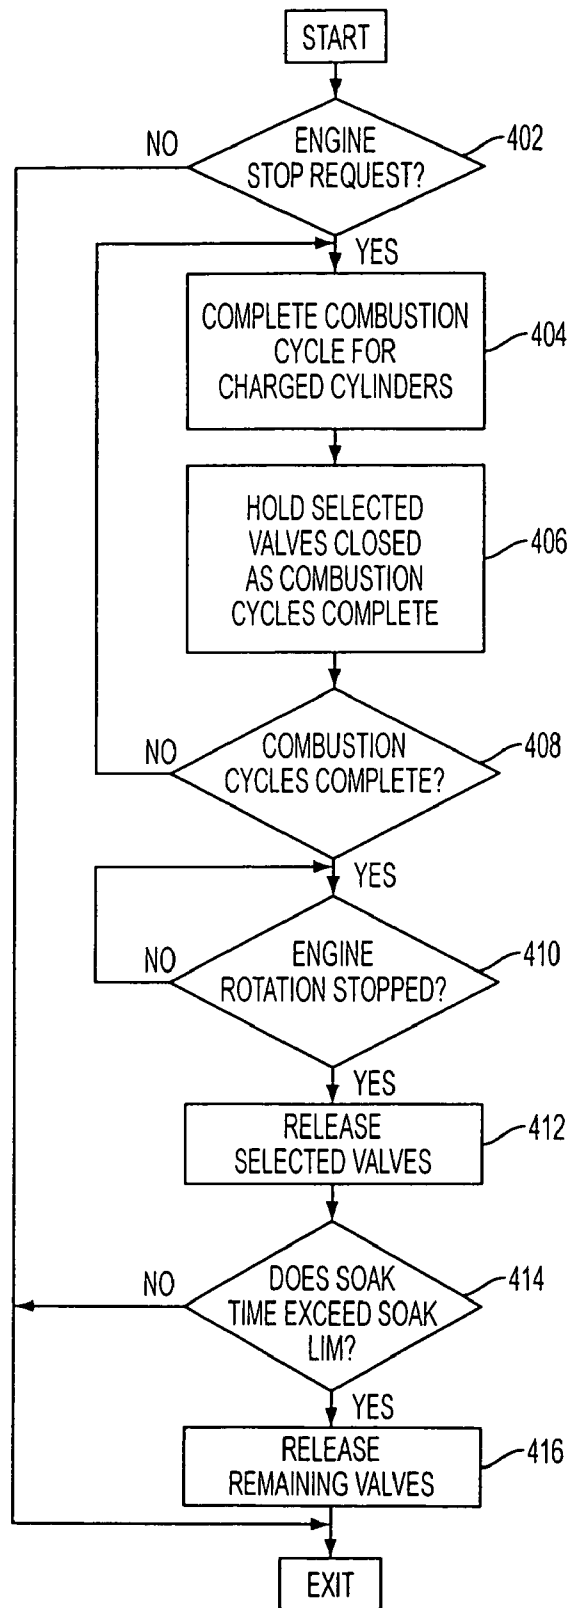 START
NO
ENGINE
STOP REQUEST?
402
YES
COMPLETE COMBUSTION
CYCLE FOR
CHARGED CYLINDERS
404
HOLD SELECTED
VALVES CLOSED
AS COMBUSTION
CYCLES COMPLETE
406
NO
COMBUSTION
CYCLES COMPLETE?
408
YES
NO
ENGINE
ROTATION STOPPED?
410
YES
RELEASE
SELECTED VALVES
412
NO
DOES SOAK
TIME EXCEED SOAK
LIM?
414
YES
RELEASE
REMAINING VALVES
416
EXIT